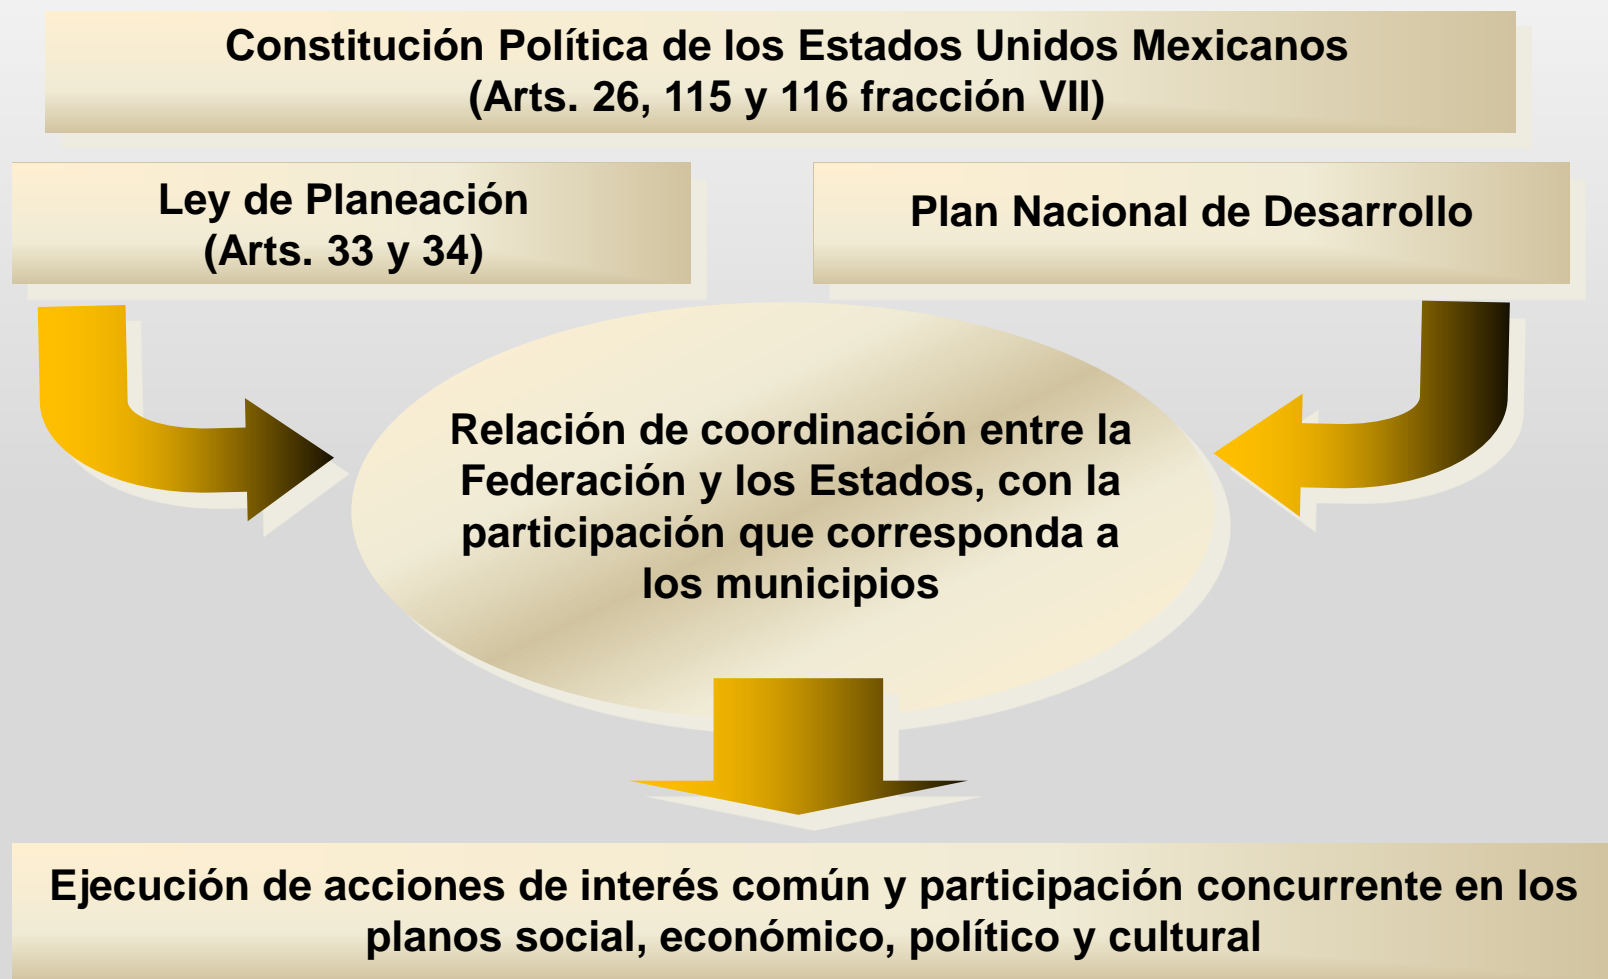 Constitución Política de los Estados Unidos Mexicanos
(Arts. 26, 115 y 116 fracción VII)
Ley de Planeación
(Arts. 33 y 34)
Plan Nacional de Desarrollo
Relación de coordinación entre la
Federación y los Estados, con la
participación que corresponda a
los municipios
Ejecución de acciones de interés común y participación concurrente en los
planos social, económico, político y cultural